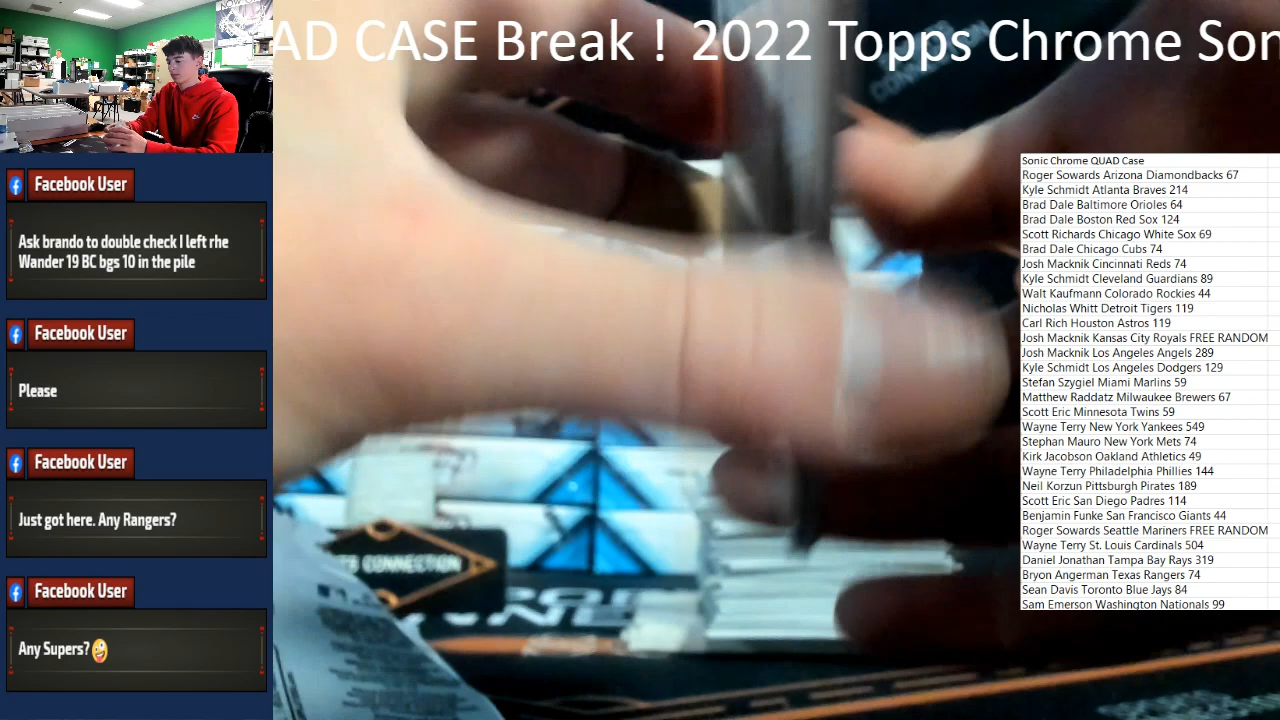 AD CASE Break ! 2022 Topps Chrome Son
Facebook User
Ask brando to double check I left rhe
Wander 19 BC bgs 10 in the pile
Facebook User
Please
Facebook User
Just got here. Any Rangers?
Facebook User
Any Supers?🤪
Sonic Chrome QUAD Case
Roger Sowards Arizona Diamondbacks 67
Kyle Schmidt Atlanta Braves 214
Brad Dale Baltimore Orioles 64
Brad Dale Boston Red Sox 124
Scott Richards Chicago White Sox 69
Brad Dale Chicago Cubs 74
Josh Macknik Cincinnati Reds 74
Kyle Schmidt Cleveland Guardians 89
Walt Kaufmann Colorado Rockies 44
Nicholas Whitt Detroit Tigers 119
Carl Rich Houston Astros 119
Josh Macknik Kansas City Royals FREE RANDOM
Josh Macknik Los Angeles Angels 289
Kyle Schmidt Los Angeles Dodgers 129
Stefan Szygiel Miami Marlins 59
Matthew Raddatz Milwaukee Brewers 67
Scott Eric Minnesota Twins 59
Wayne Terry New York Yankees 549
Stephan Mauro New York Mets 74
Kirk Jacobson Oakland Athletics 49
Wayne Terry Philadelphia Phillies 144
Neil Korzun Pittsburgh Pirates 189
Scott Eric San Diego Padres 114
Benjamin Funke San Francisco Giants 44
Roger Sowards Seattle Mariners FREE RANDOM
Wayne Terry St. Louis Cardinals 504
Daniel Jonathan Tampa Bay Rays 319
Bryon Angerman Texas Rangers 74
Sean Davis Toronto Blue Jays 84
Sam Emerson Washington Nationals 99
CONNECTION